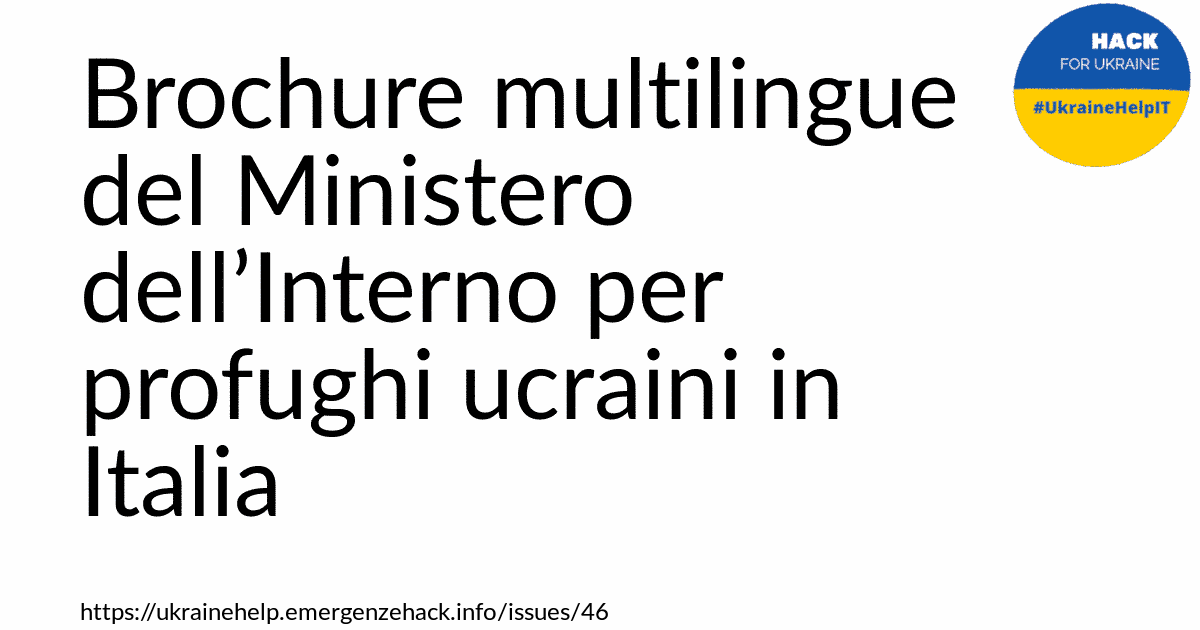 HACK
FOR UKRAINE
#UkraineHelpIT
Brochure multilingue
del Ministero
dell’Interno per
profughi ucraini in
Italia
https://ukrainehelp.emergenzehack.info/issues/46